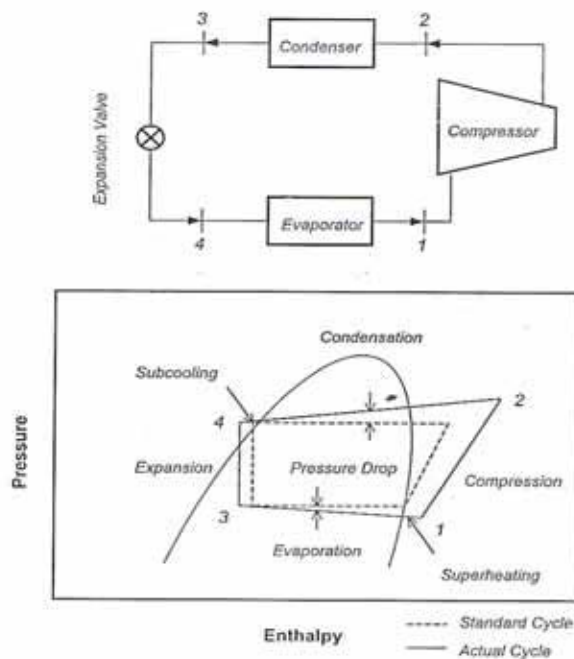 3
2
Condenser
Expansion Valve
Compressor
Evaporator
4
1
Condensation
Subcooling
2
4
Pressure
Expansion
Pressure Drop
Compression
3
1
Evaporation
Superheating
Enthalpy
Standard Cycle
Actual Cycle